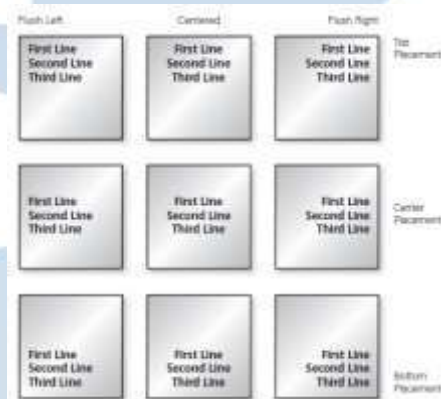 Flush Left
Centered
Flush Right
First Line
Second Line
Third Line
First Line
Second Line
Third Line
First Line
Second Line
Third Line
Top
Placement
First Line
Second Line
Third Line
First Line
Second Line
Third Line
First Line
Second Line
Third Line
Center
Placement
First Line
Second Line
Third Line
First Line
Second Line
Third Line
First Line
Second Line
Third Line
Bottom
Placement